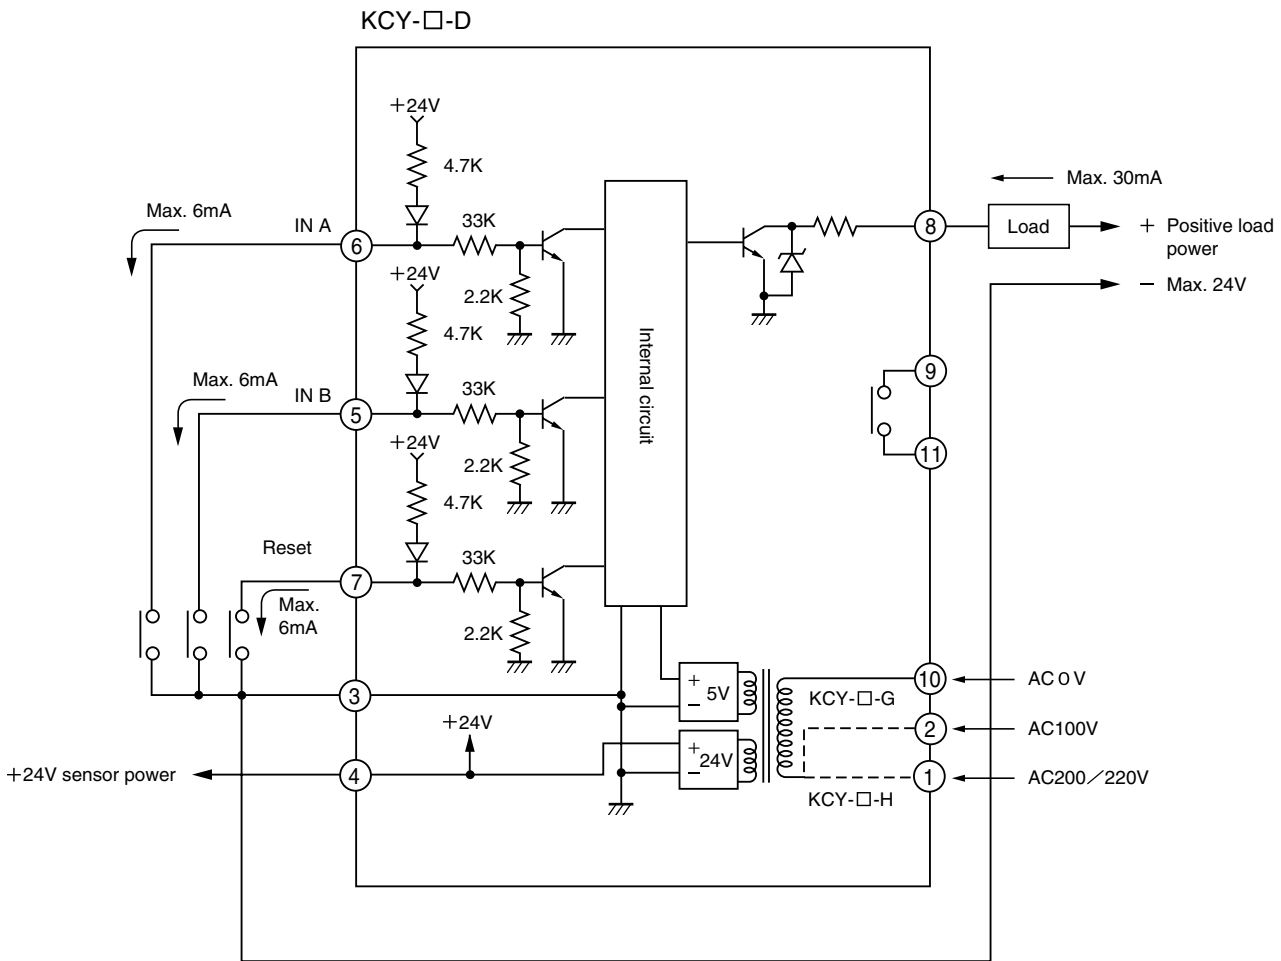 KCY-□-D
+24V
4.7K
Max. 30mA
Max. 6mA
IN A
33K
6
8
Load
+ Positive load
power
+24V
2.2K
− Max. 24V
4.7K
Internal circuit
9
Max. 6mA
IN B
33K
5
11
+24V
2.2K
4.7K
Reset
33K
7
Max.
6mA
2.2K
3
+
5V
−
10
AC 0 V
KCY-□-G
+24V
2
AC100V
+24V sensor power
4
+
24V
−
1
AC200/220V
KCY-□-H